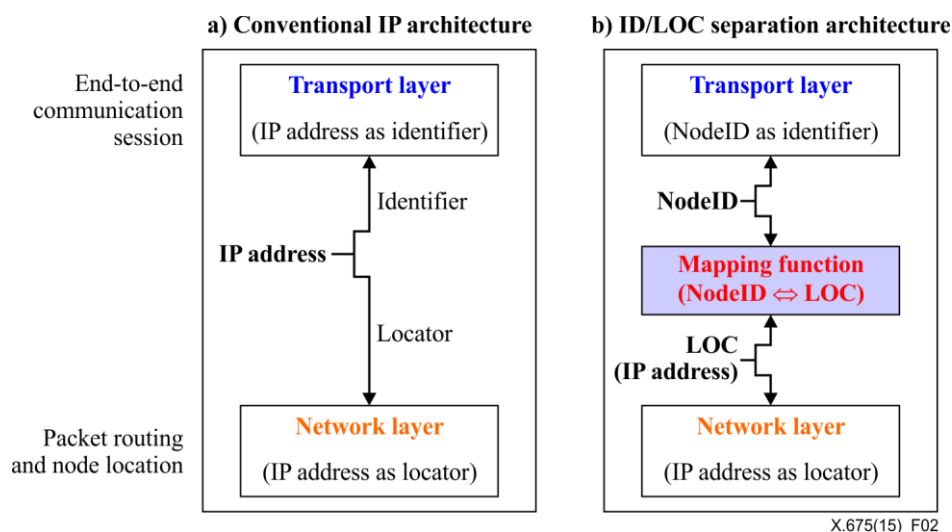 a) Conventional IP architecture
b) ID/LOC separation architecture
End-to-end
communication
session
Transport layer
(IP address as identifier)
Identifier
IP address
Locator
Packet routing
and node location
Network layer
(IP address as locator)
Transport layer
(NodeID as identifier)
NodeID
Mapping function
(NodeID ⇔ LOC)
LOC
(IP address)
Network layer
(IP address as locator)
X.675(15)_F02